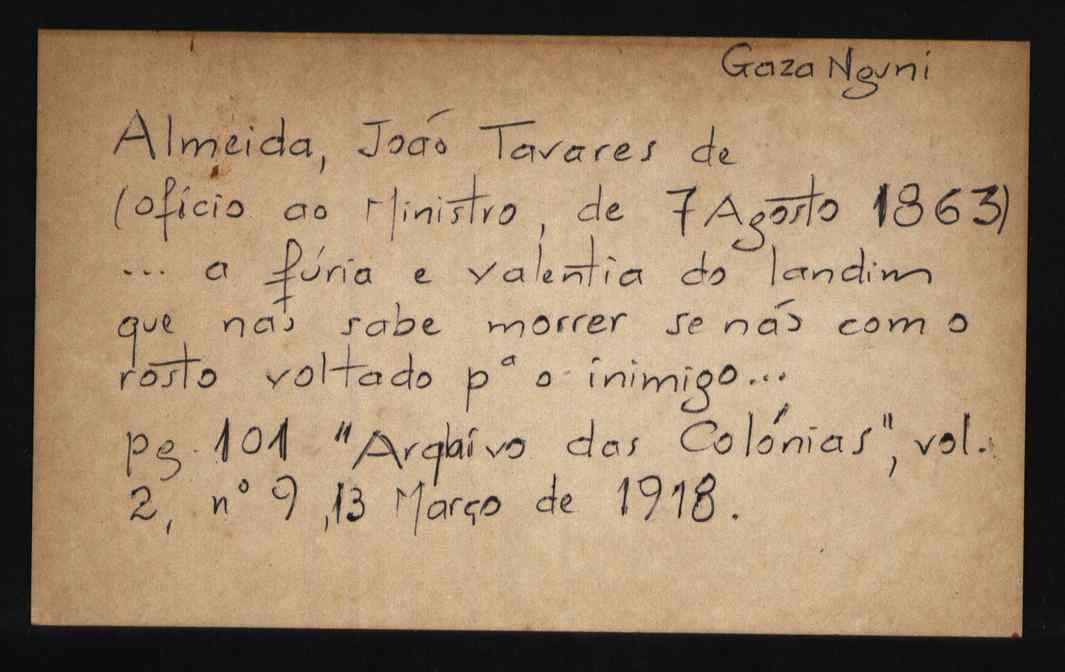 Gaza Nguni
Almeida, João Tavares de
(ofício ao Ministro, de 7 Agosto 1863)
... a fúria e valentia do landim
que não sabe morrer se não com o
rosto voltado pª o inimigo...
pg. 101 "Arqbivo das Colónias", vol.
2, nº 9, 13 Março de 1918.